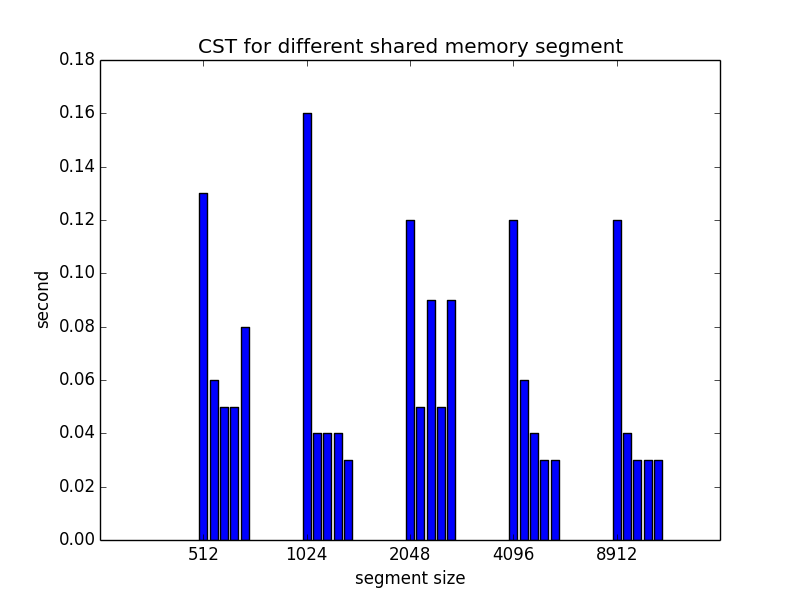 CST for different shared memory segment
0.18
0.16
0.14
0.12
0.10
0.08
0.06
0.04
0.02
0.00
second
512 1024 2048 4096 8912
segment size